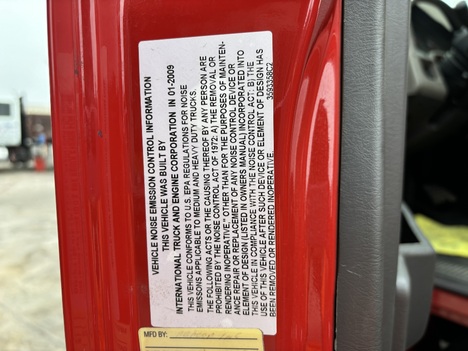 VEHICLE NOISE EMISSION CONTROL INFORMATION
THIS VEHICLE WAS BUILT BY
INTERNATIONAL TRUCK AND ENGINE CORPORATION IN 01-2009
THIS VEHICLE CONFORMS TO U.S. EPA REGULATIONS FOR NOISE
EMISSIONS APPLICABLE TO MEDIUM AND HEAVY DUTY TRUCKS.
THE FOLLOWING ACTS OR THE CAUSING THEREOF BY ANY PERSON ARE
PROHIBITED BY THE NOISE CONTROL ACT OF 1972: A) THE REMOVAL OR
RENDERING INOPERATIVE," OTHER THAN FOR THE PURPOSES OF MAINTEN-
ANCE REPAIR OR REPLACEMENT OF ANY NOISE CONTROL DEVICE OR
ELEMENT OF DESIGN (LISTED IN OWNERS MANUAL) INCORPORATED INTO
THIS VEHICLE IN COMPLIANCE WITH THE NOISE CONTROL ACT: B) THE
USE OF THIS VEHICLE AFTER SUCH DEVICE OR ELEMENT OF DESIGN HAS
BEEN REMOVED OR RENDERED INOPERATIVE. 3593358C2
MFD BY: